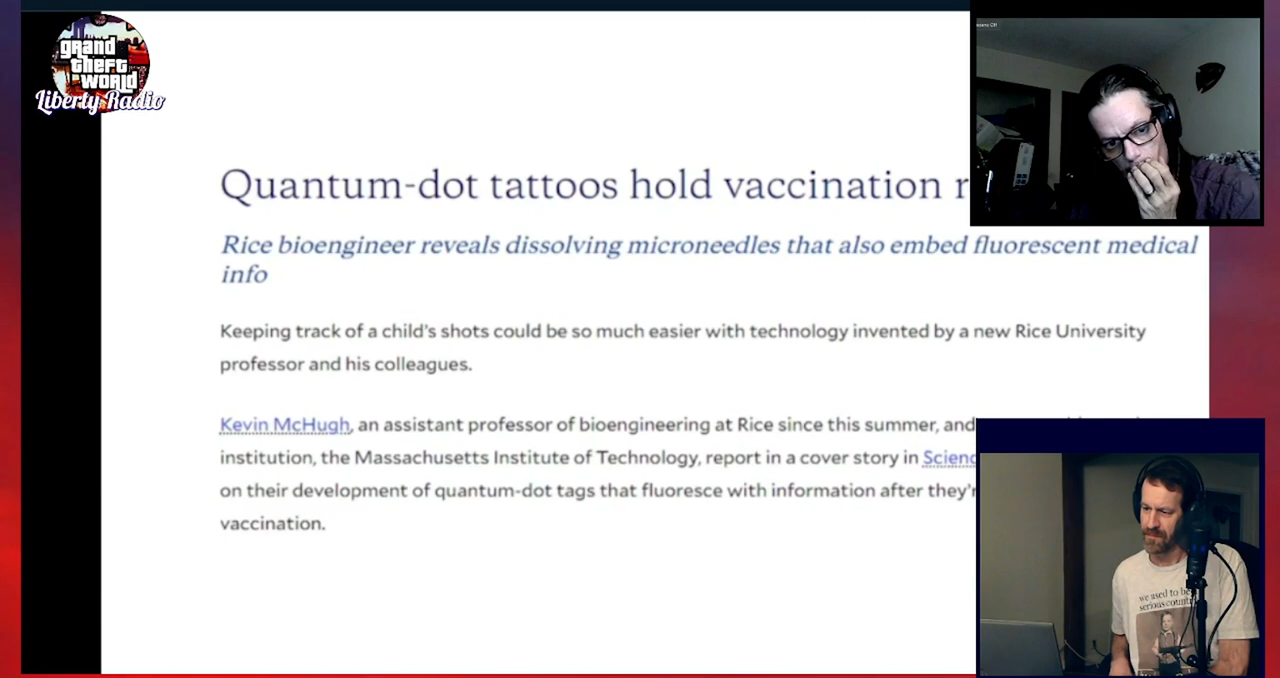 grand
theft
world
Liberty Radio
Quantum-dot tattoos hold vaccination r
Rice bioengineer reveals dissolving microneedles that also embed fluorescent medical
info
Keeping track of a child's shots could be so much easier with technology invented by a new Rice University
professor and his colleagues.
Kevin McHugh, an assistant professor of bioengineering at Rice since this summer, and
institution, the Massachusetts Institute of Technology, report in a cover story in Scienc
on their development of quantum-dot tags that fluoresce with information after they'r
vaccination.
we used to be
serious country